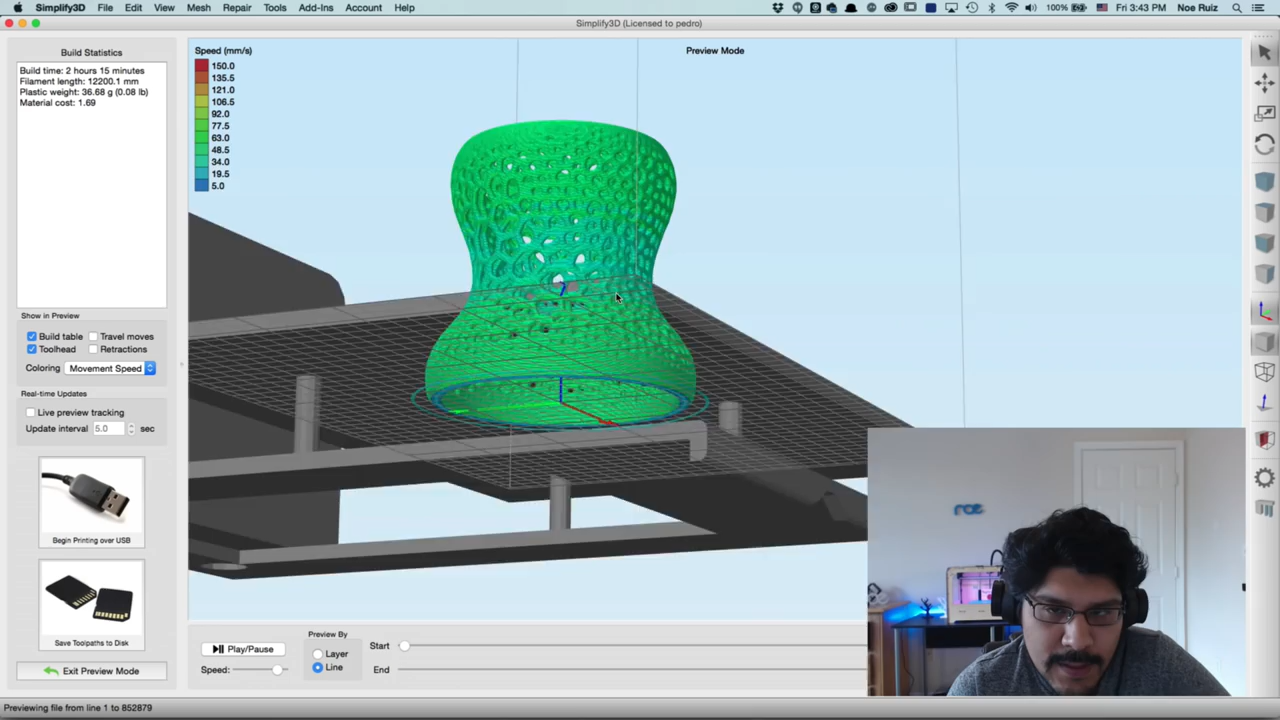 Simplify3D File Edit View Mesh Repair Tools Add-Ins Account Help 100% Fri 3:43 PM Noe Ruiz
Simplify3D (Licensed to pedro)
Build Statistics
Build time: 2 hours 15 minutes
Filament length: 12200.1 mm
Plastic weight: 36.68 g (0.08 lb)
Material cost: 1.69
Speed (mm/s)
150.0
135.5
121.0
106.5
92.0
77.5
63.0
48.5
34.0
19.5
5.0
Preview Mode
Show in Preview
Build table Travel moves
Toolhead Retractions
Coloring Movement Speed
Real-time Updates
Live preview tracking
Update interval 5.0 sec
Begin Printing over USB
Save Toolpaths to Disk
Exit Preview Mode
Play/Pause
Speed:
Preview By
Layer
Line
Start
End
noe
Previewing file from line 1 to 852879